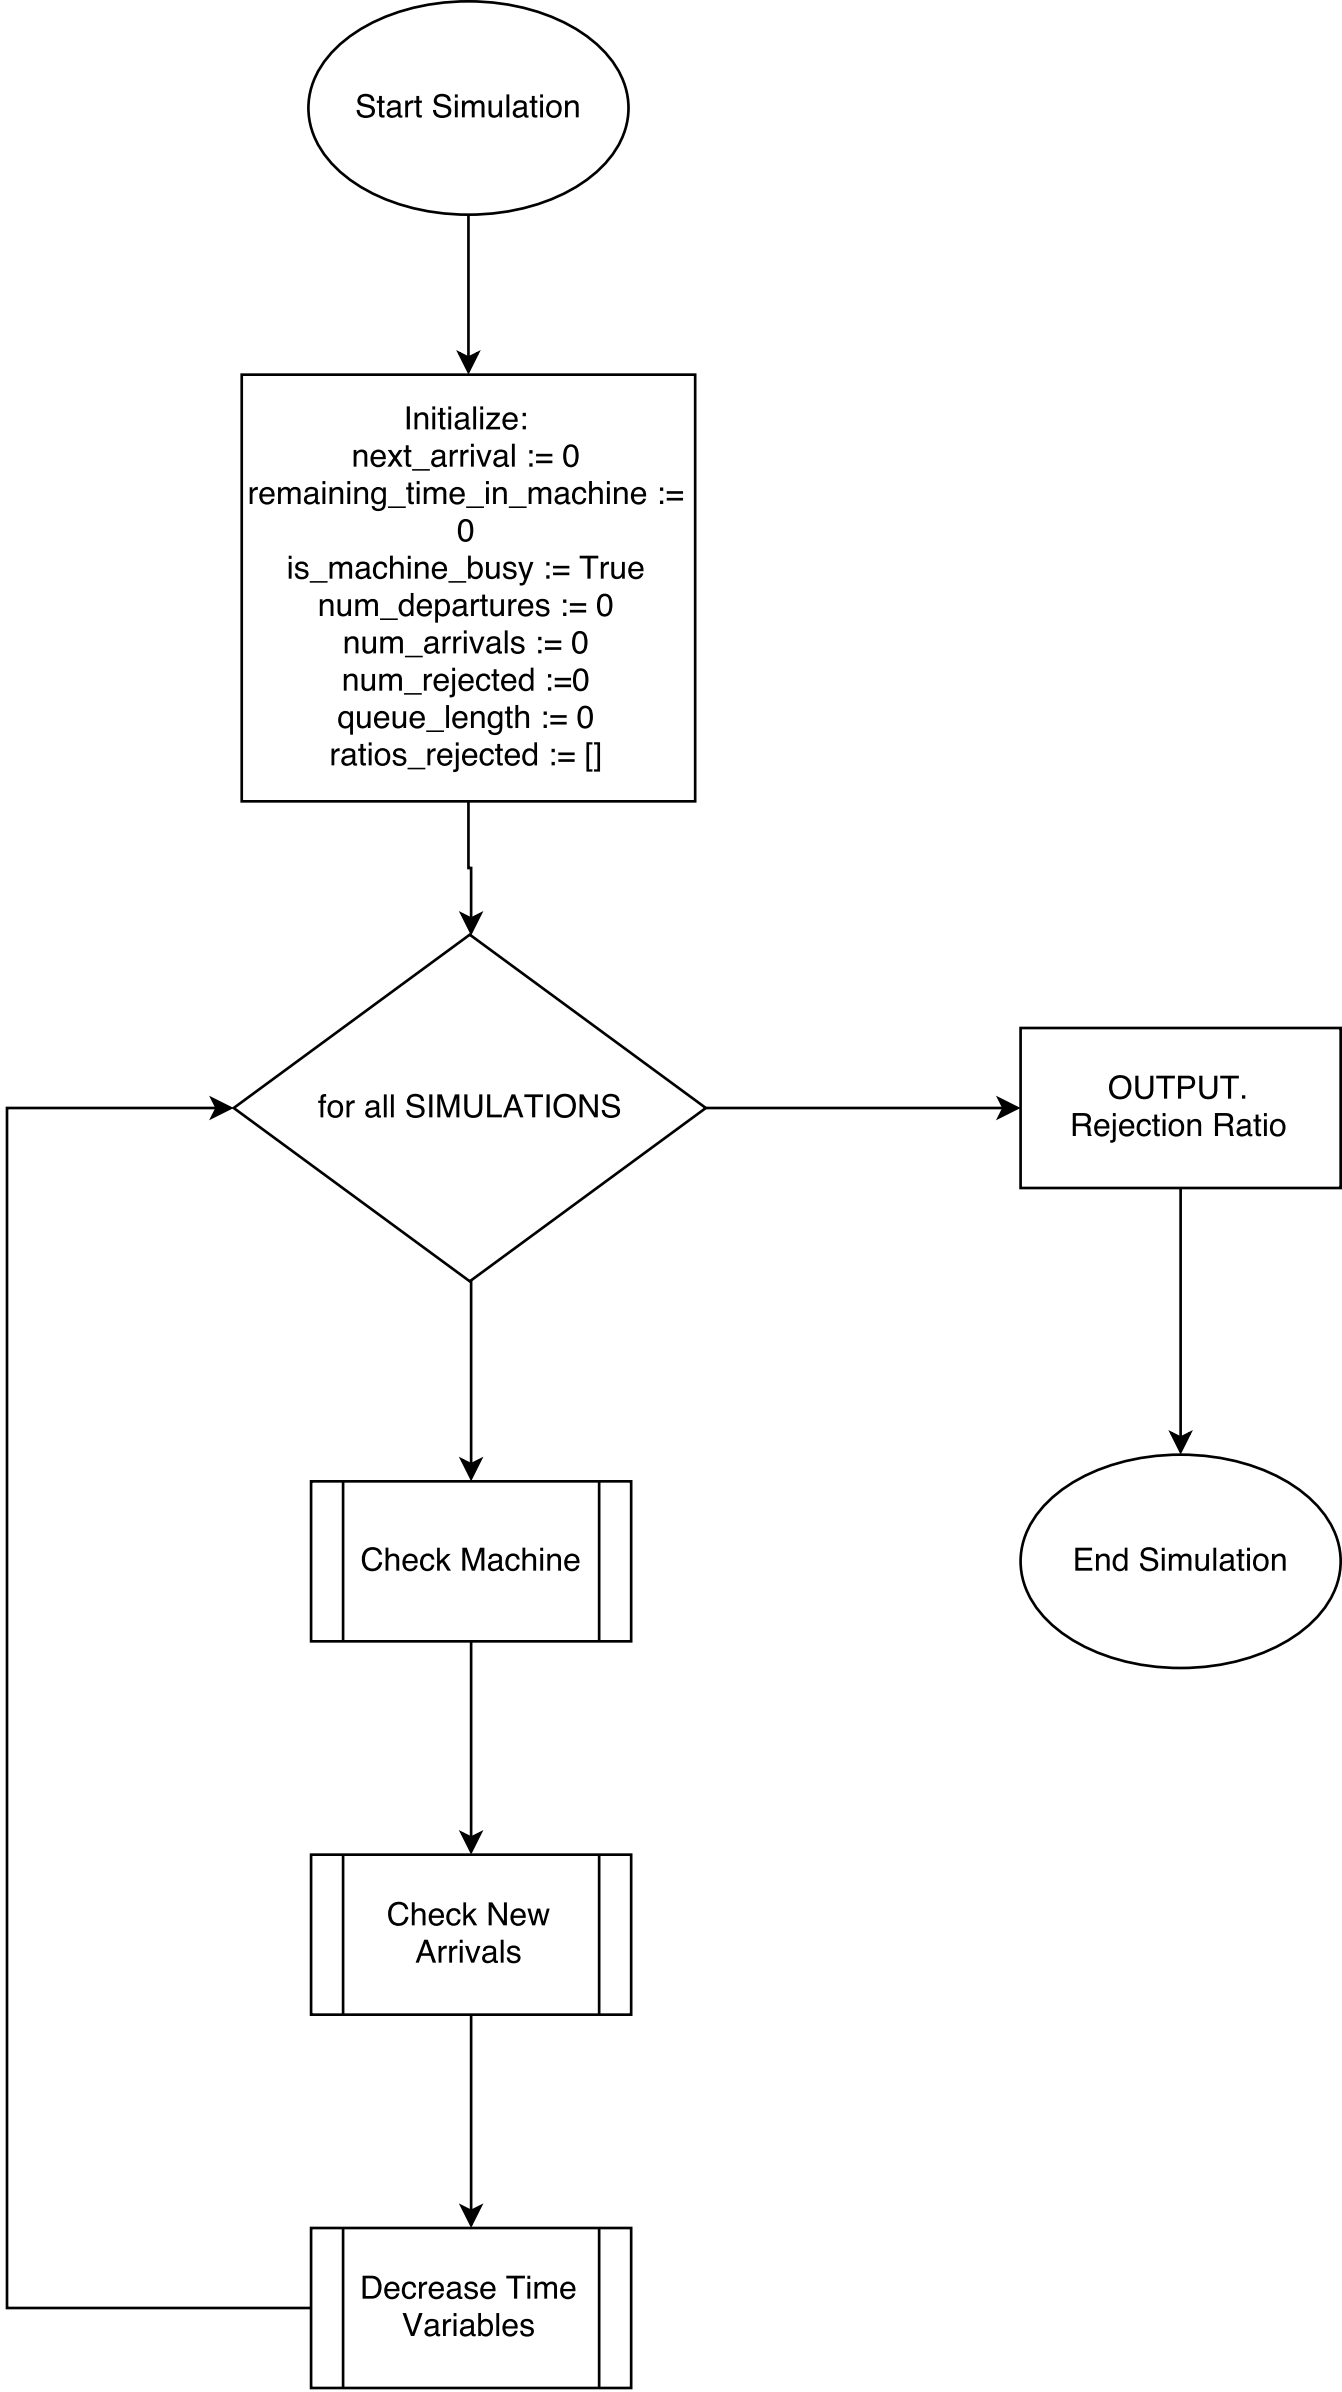 Start Simulation
Initialize:
next_arrival := 0
remaining_time_in_machine :=
0
is_machine_busy := True
num_departures := 0
num_arrivals := 0
num_rejected :=0
queue_length := 0
ratios_rejected := []
for all SIMULATIONS
OUTPUT.
Rejection Ratio
Check Machine
End Simulation
Check New
Arrivals
Decrease Time
Variables